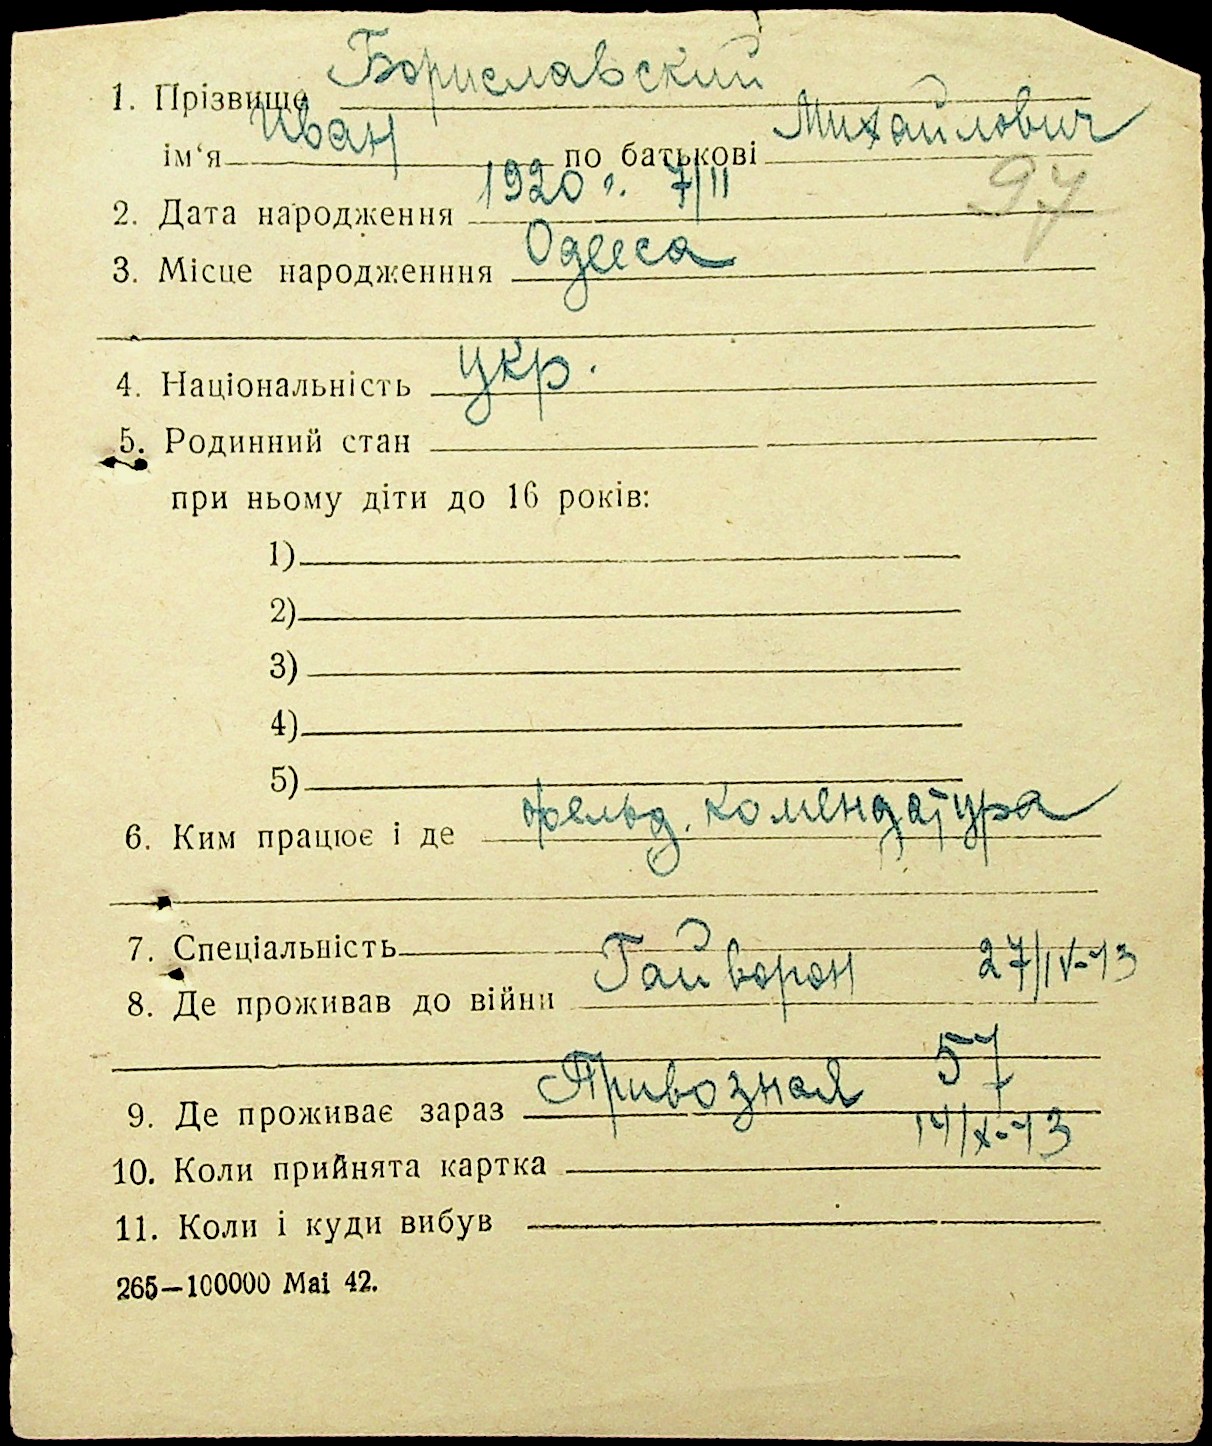 1. Прізвище Бориславский
ім'я Иван по батькові Михайлович
2. Дата народження 1920 г. 7/II
97
3. Місце народженння Одесса
4. Національність укр.
5. Родинний стан
при ньому діти до 16 років:
1)
2)
3)
4)
5)
6. Ким працює і де фельд. комендатура
7. Спеціальність
8. Де проживав до війни Гайворон 27/IV-43
9. Де проживає зараз Привозная 57
14/X-43
10. Коли прийнята картка
11. Коли і куди вибув
265—100000 Mai 42.